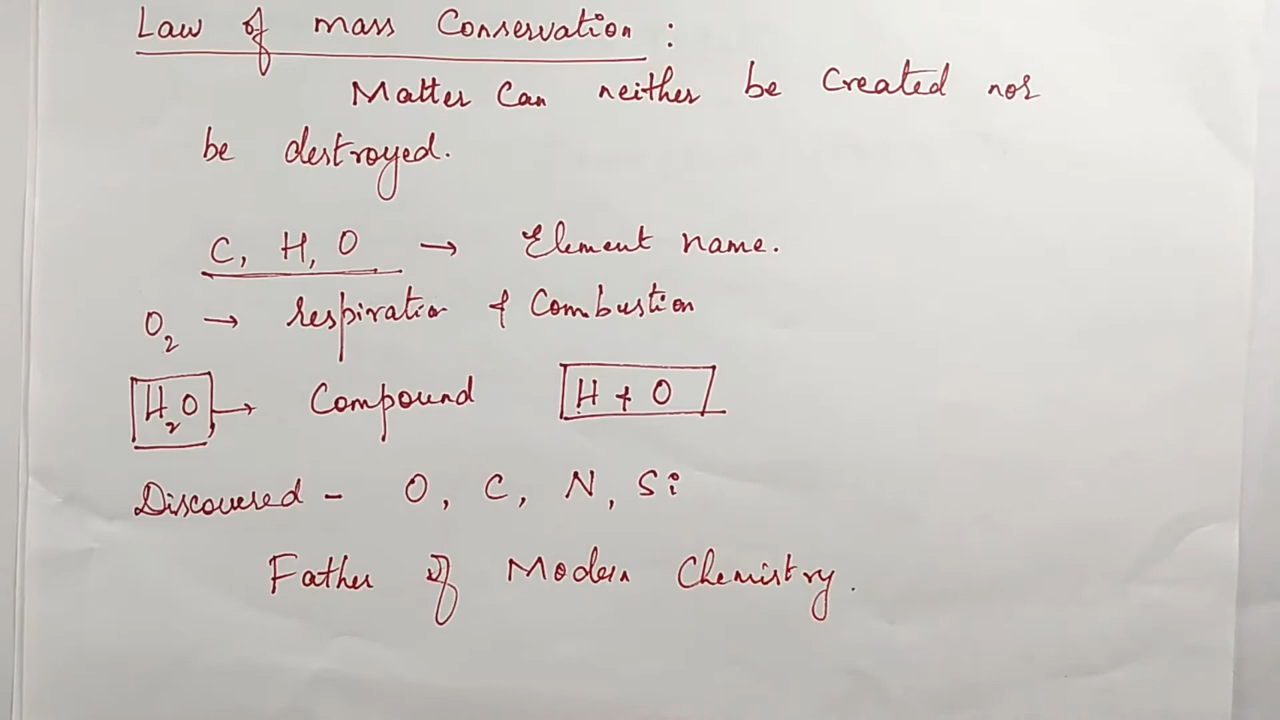 Law of mass Conservation :
Matter Can neither be Created nor
be destroyed.
C, H, O → Element name.
O₂ → respiration & Combustion
H₂O → Compound H + O
Discovered - O, C, N, Si
Father of Modern Chemistry.